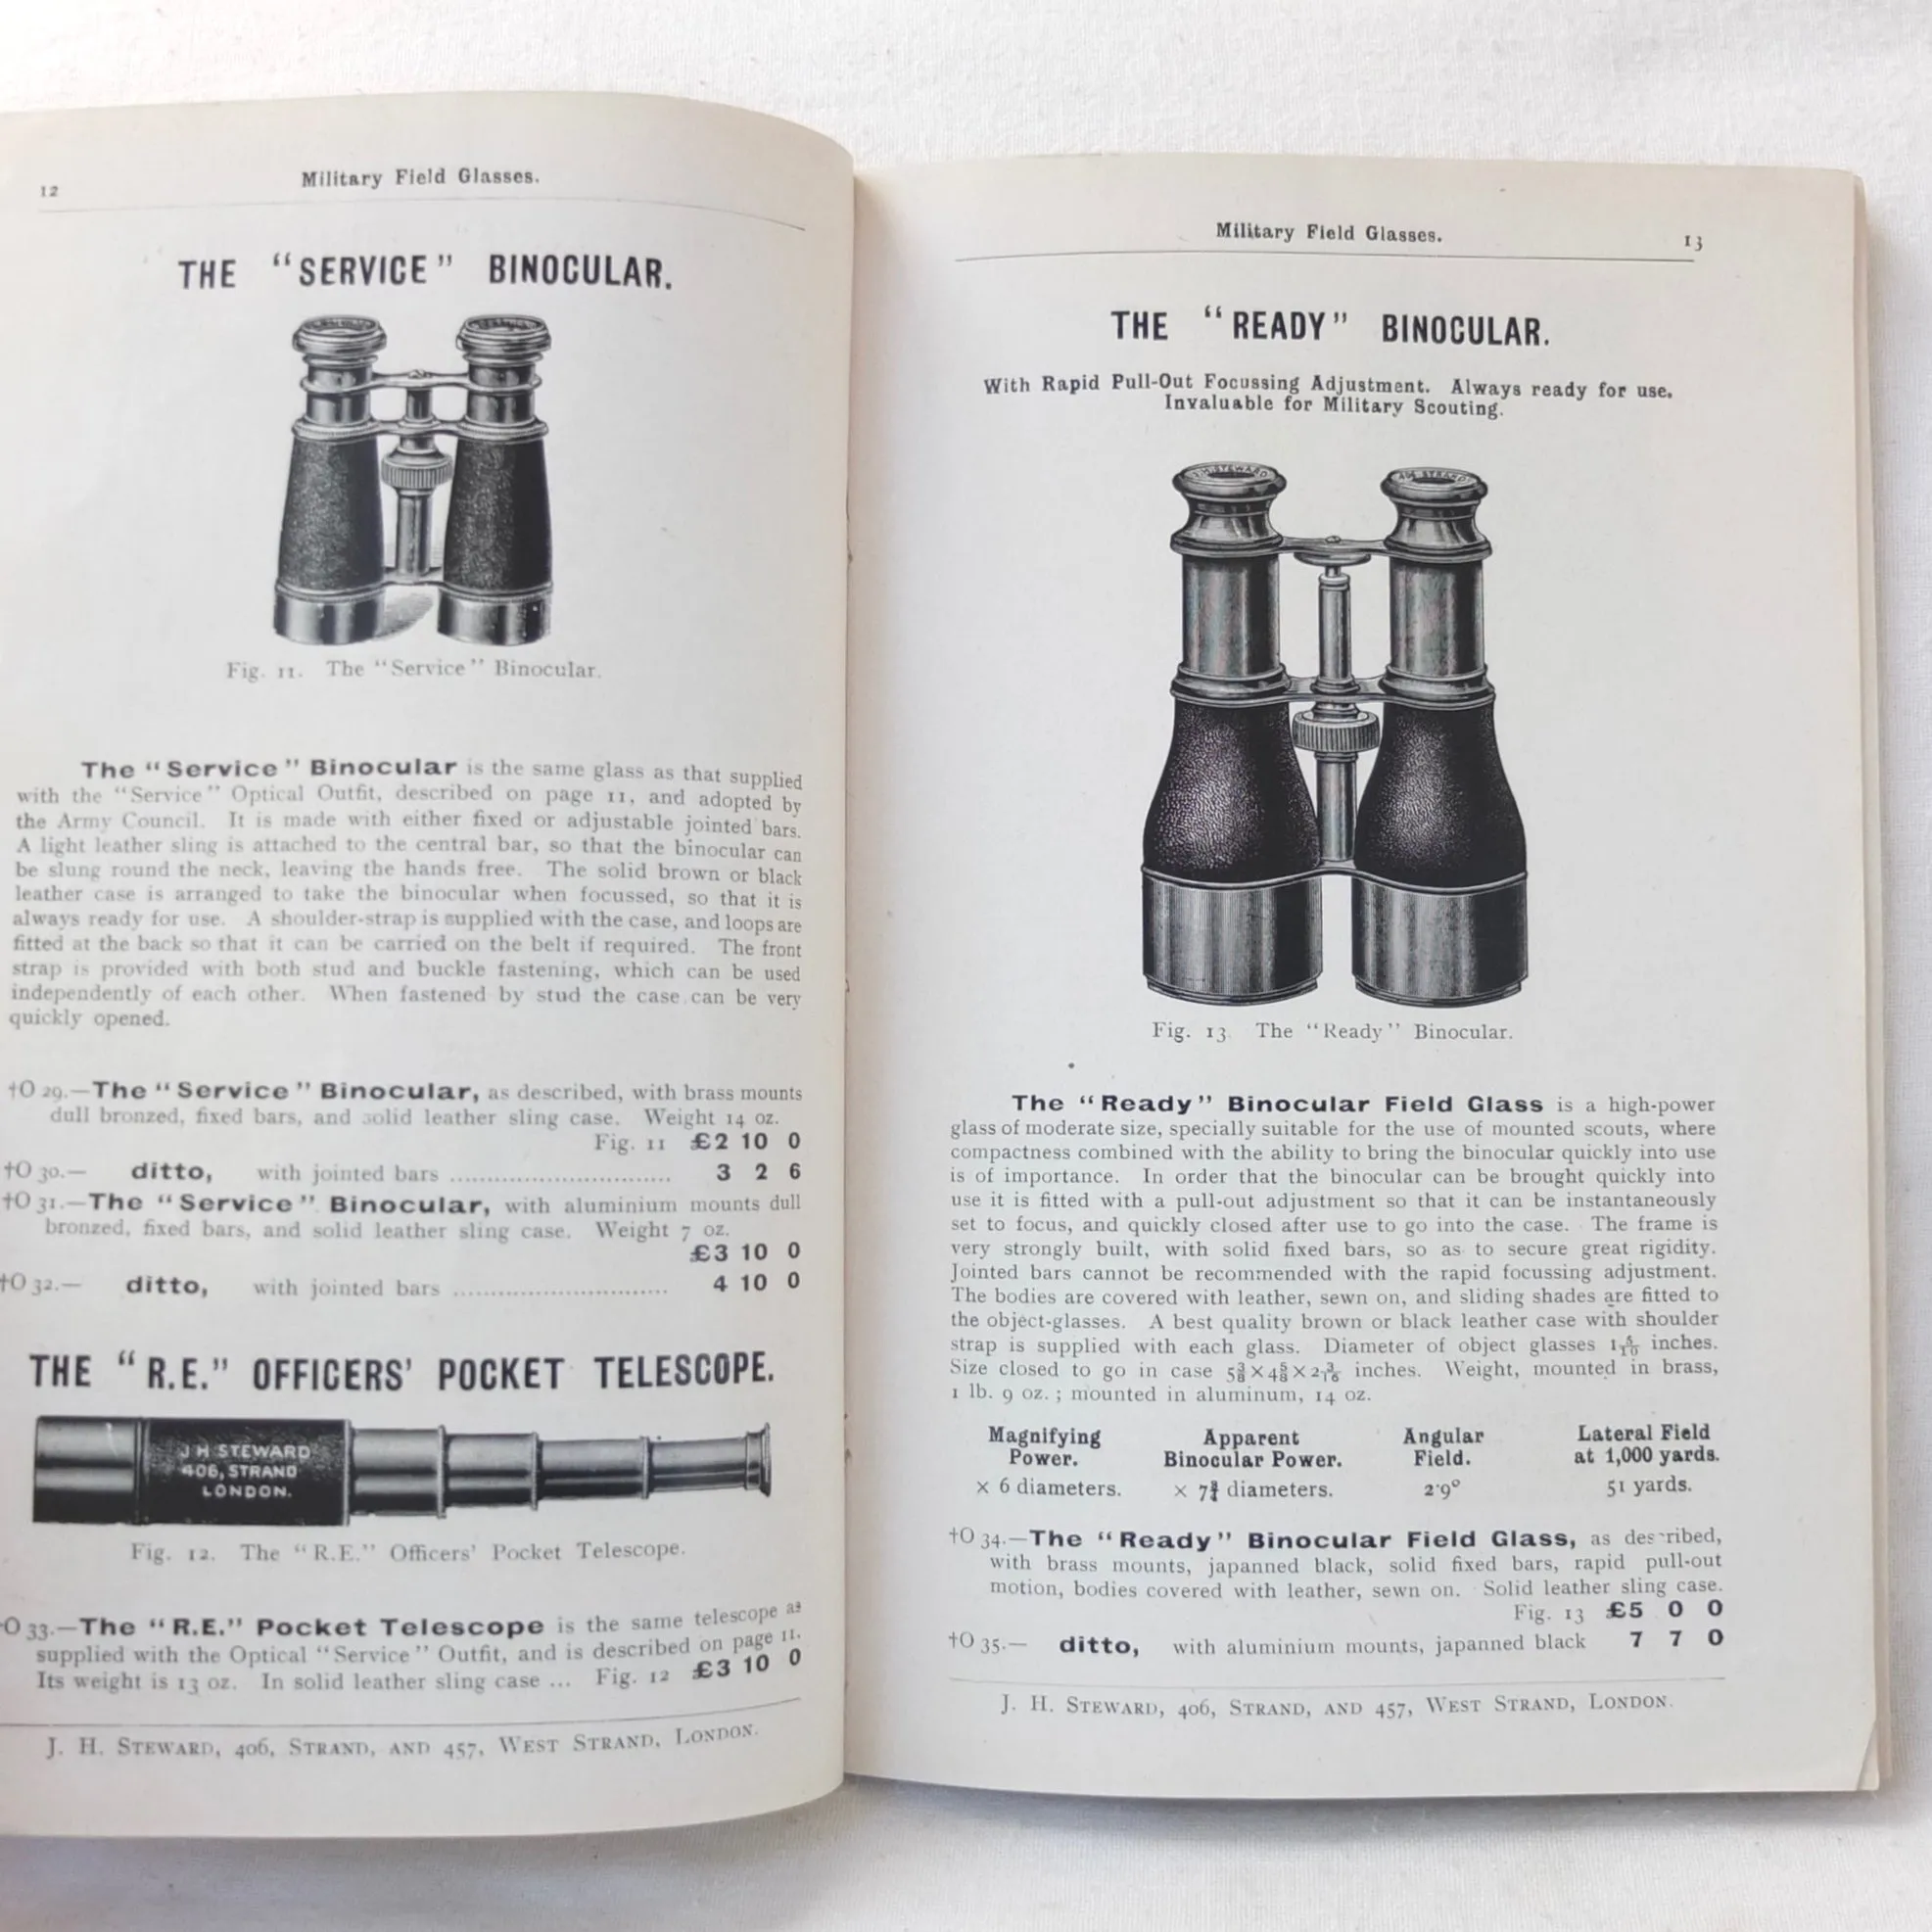 12
Military Field Glasses.
THE "SERVICE" BINOCULAR.
Fig. 11. The "Service" Binocular.
The "Service" Binocular is the same glass as that supplied
with the "Service" Optical Outfit, described on page 11, and adopted by
the Army Council. It is made with either fixed or adjustable jointed bars.
A light leather sling is attached to the central bar, so that the binocular can
be slung round the neck, leaving the hands free. The solid brown or black
leather case is arranged to take the binocular when focussed, so that it is
always ready for use. A shoulder-strap is supplied with the case, and loops are
fitted at the back so that it can be carried on the belt if required. The front
strap is provided with both stud and buckle fastening, which can be used
independently of each other. When fastened by stud the case can be very
quickly opened.
†O 29.—The "Service" Binocular, as described, with brass mounts
dull bronzed, fixed bars, and solid leather sling case. Weight 14 oz.
Fig. 11 £2 10 0
†O 30.— ditto, with jointed bars .............................. 3 2 6
†O 31.—The "Service" Binocular, with aluminium mounts dull
bronzed, fixed bars, and solid leather sling case. Weight 7 oz.
£3 10 0
†O 32.— ditto, with jointed bars .............................. 4 10 0
THE "R.E." OFFICERS' POCKET TELESCOPE.
J H STEWARD
406, STRAND
LONDON.
Fig. 12. The "R.E." Officers' Pocket Telescope.
O 33.—The "R.E." Pocket Telescope is the same telescope as
supplied with the Optical "Service" Outfit, and is described on page 11.
Its weight is 13 oz. In solid leather sling case ... Fig. 12 £3 10 0
J. H. STEWARD, 406, STRAND, AND 457, WEST STRAND, LONDON.
Military Field Glasses.
13
THE "READY" BINOCULAR.
With Rapid Pull-Out Focussing Adjustment. Always ready for use.
Invaluable for Military Scouting.
J.H.STEWARD 406 STRAND
Fig. 13 The "Ready" Binocular.
The "Ready" Binocular Field Glass is a high-power
glass of moderate size, specially suitable for the use of mounted scouts, where
compactness combined with the ability to bring the binocular quickly into use
is of importance. In order that the binocular can be brought quickly into
use it is fitted with a pull-out adjustment so that it can be instantaneously
set to focus, and quickly closed after use to go into the case. The frame is
very strongly built, with solid fixed bars, so as to secure great rigidity.
Jointed bars cannot be recommended with the rapid focussing adjustment.
The bodies are covered with leather, sewn on, and sliding shades are fitted to
the object-glasses. A best quality brown or black leather case with shoulder
strap is supplied with each glass. Diameter of object glasses 1 5/10 inches.
Size closed to go in case 5 3/8 × 4 5/8 × 2 3/16 inches. Weight, mounted in brass,
1 lb. 9 oz.; mounted in aluminum, 14 oz.
Magnifying Apparent Angular Lateral Field
Power. Binocular Power. Field. at 1,000 yards.
× 6 diameters. × 7¾ diameters. 2·9° 51 yards.
†O 34.—The "Ready" Binocular Field Glass, as described,
with brass mounts, japanned black, solid fixed bars, rapid pull-out
motion, bodies covered with leather, sewn on. Solid leather sling case.
Fig. 13 £5 0 0
†O 35.— ditto, with aluminium mounts, japanned black 7 7 0
J. H. STEWARD, 406, STRAND, AND 457, WEST STRAND, LONDON.